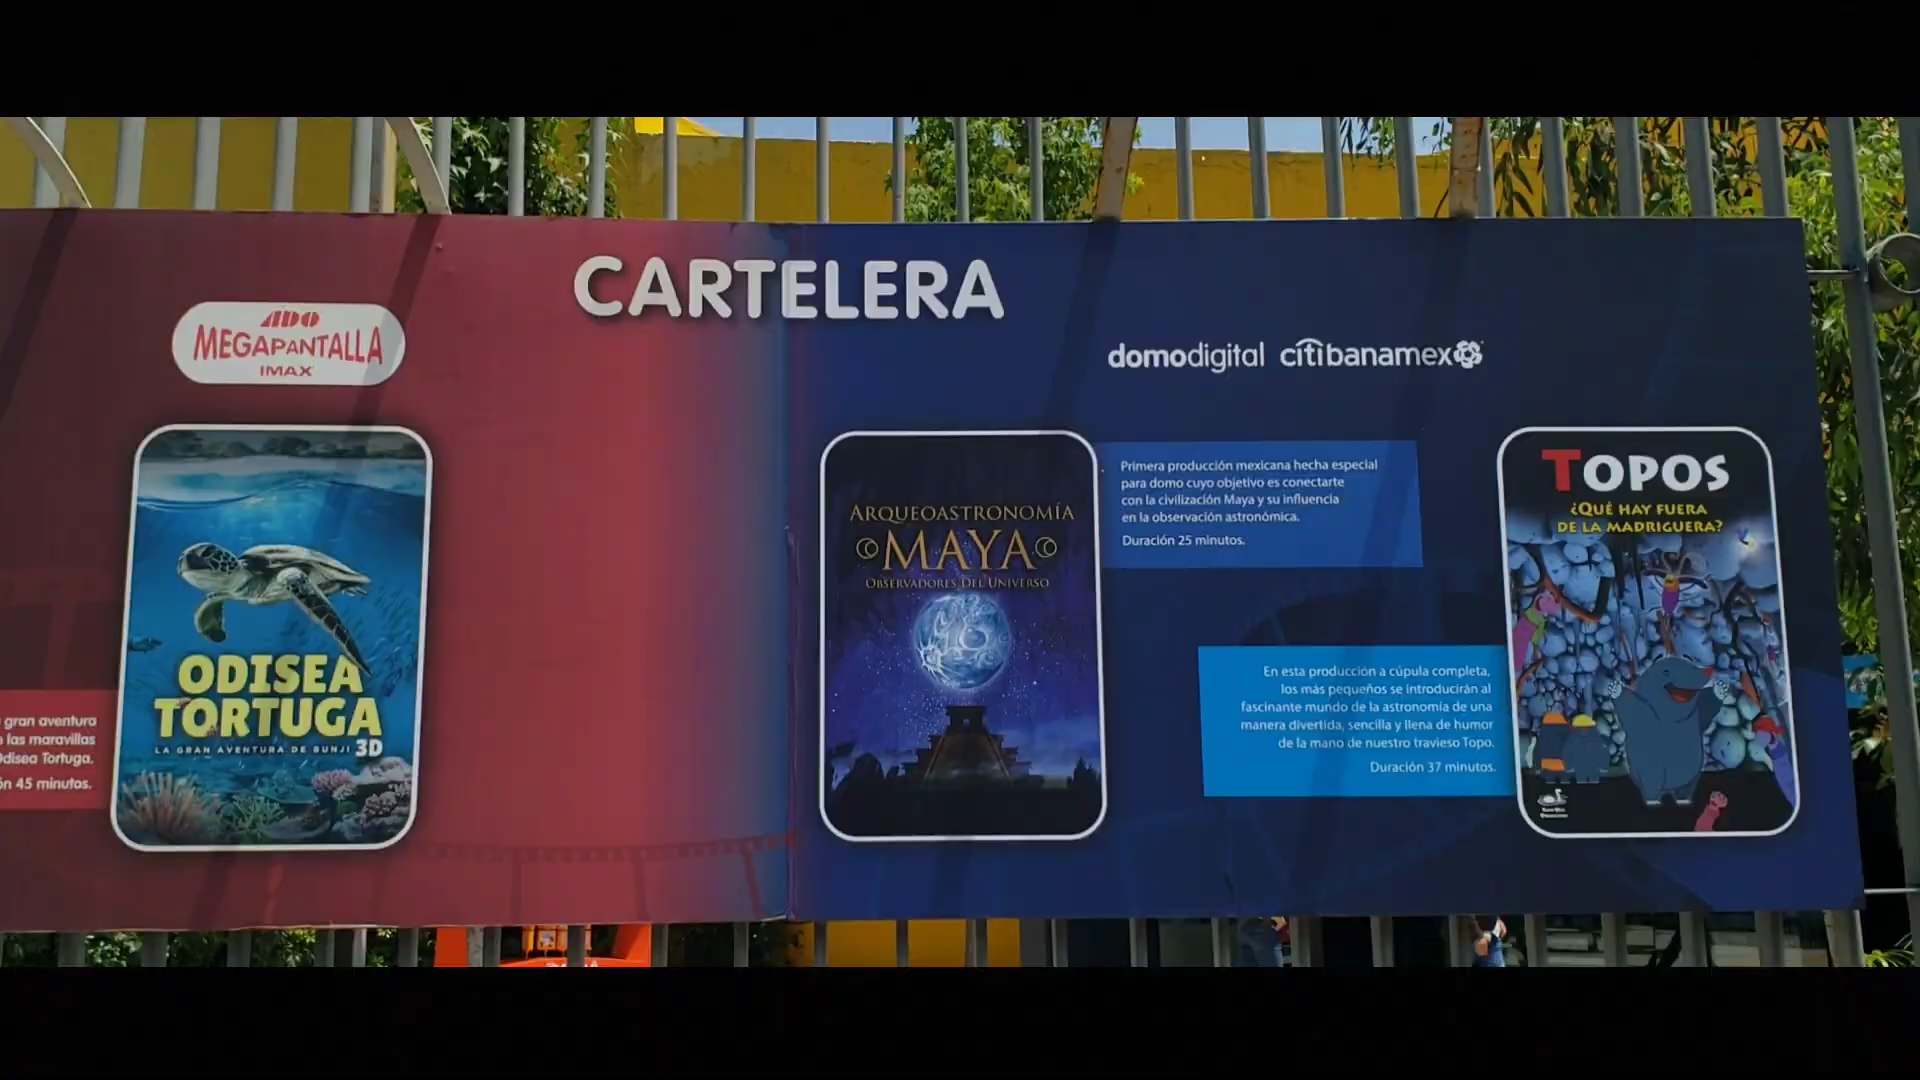 CARTELERA
ADO
MEGAPANTALLA
IMAX
ODISEA
TORTUGA
LA GRAN AVENTURA DE BUNJI 3D
gran aventura
las maravillas
Odisea Tortuga.
45 minutos.
domodigital citibanamex
ARQUEOASTRONOMÍA
MAYA
OBSERVADORES DEL UNIVERSO
Primera producción mexicana hecha especial
para domo cuyo objetivo es conectarte
con la civilización Maya y su influencia
en la observación astronómica.
Duración 25 minutos.
En esta producción a cúpula completa,
los más pequeños se introducirán al
fascinante mundo de la astronomía de una
manera divertida, sencilla y llena de humor
de la mano de nuestro travieso Topo.
Duración 37 minutos.
TOPOS
¿QUÉ HAY FUERA
DE LA MADRIGUERA?